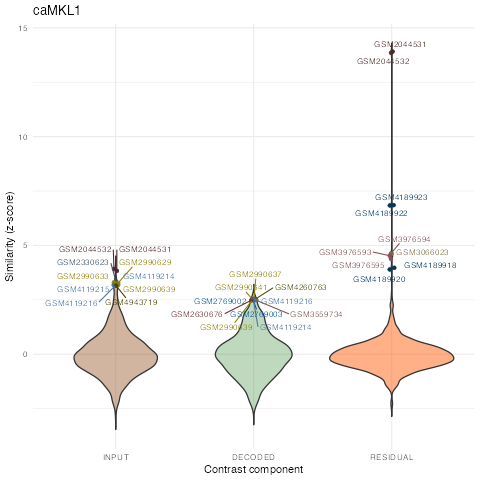 caMKL1
Similarity (z-score)
15
10
5
0
GSM2044532
GSM2044531
GSM2330623
GSM2990629
GSM2990633
GSM4119214
GSM4119215
GSM2990639
GSM4119216
GSM4943719
GSM2990637
GSM4260763
GSM2769002
GSM4119216
GSM2630676
GSM2769003
GSM3559734
GSM2990639
GSM4119214
GSM2044531
GSM2044532
GSM4189923
GSM4189922
GSM3976594
GSM3976593
GSM3066023
GSM3976595
GSM4189918
GSM4189920
INPUT
DECODED
RESIDUAL
Contrast component